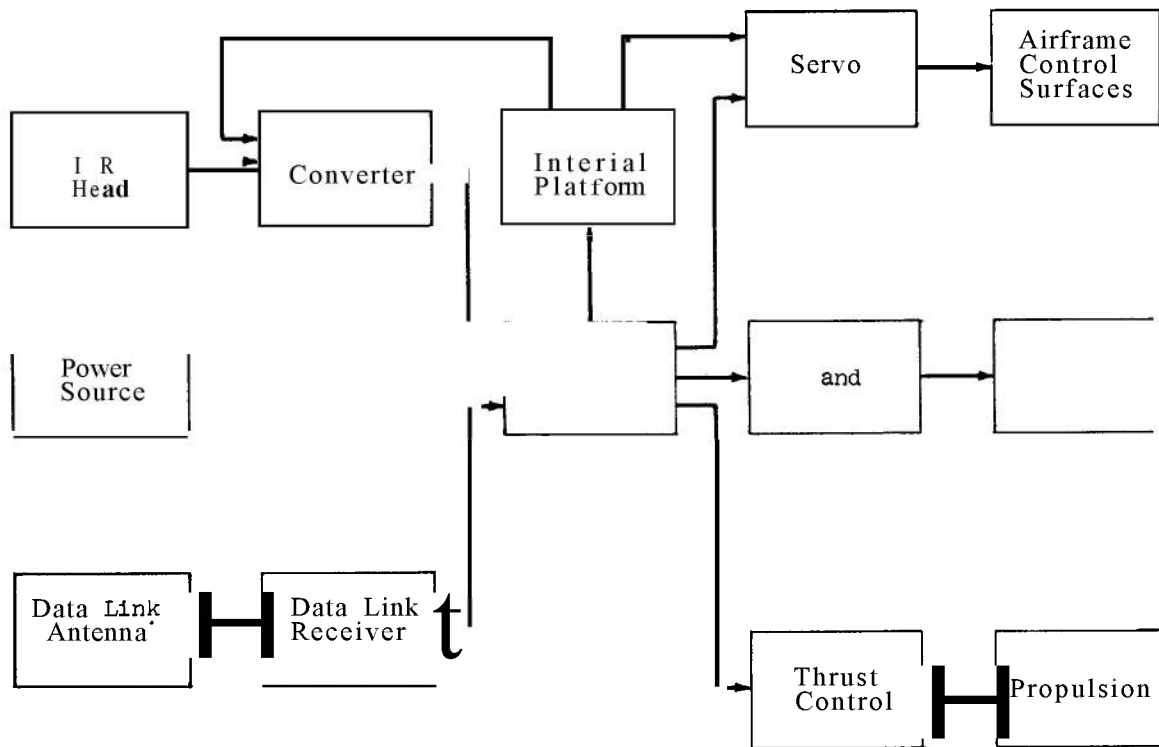 Servo
Airframe
Control
Surfaces
I R
Head
Converter
Interial
Platform
Power
Source
and
Data Link
Antenna
Data Link
Receiver
t
Thrust
Control
Propulsion